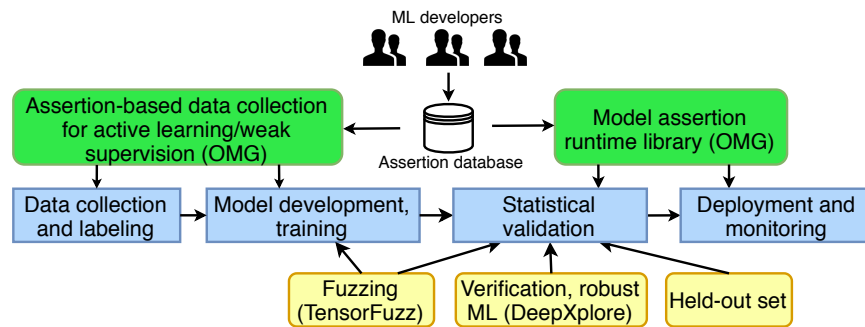 ML developers
Assertion-based data collection
for active learning/weak
supervision (OMG)
Assertion database
Model assertion
runtime library (OMG)
Data collection
and labeling
Model development,
training
Statistical
validation
Deployment and
monitoring
Fuzzing
(TensorFuzz)
Verification, robust
ML (DeepXplore)
Held-out set